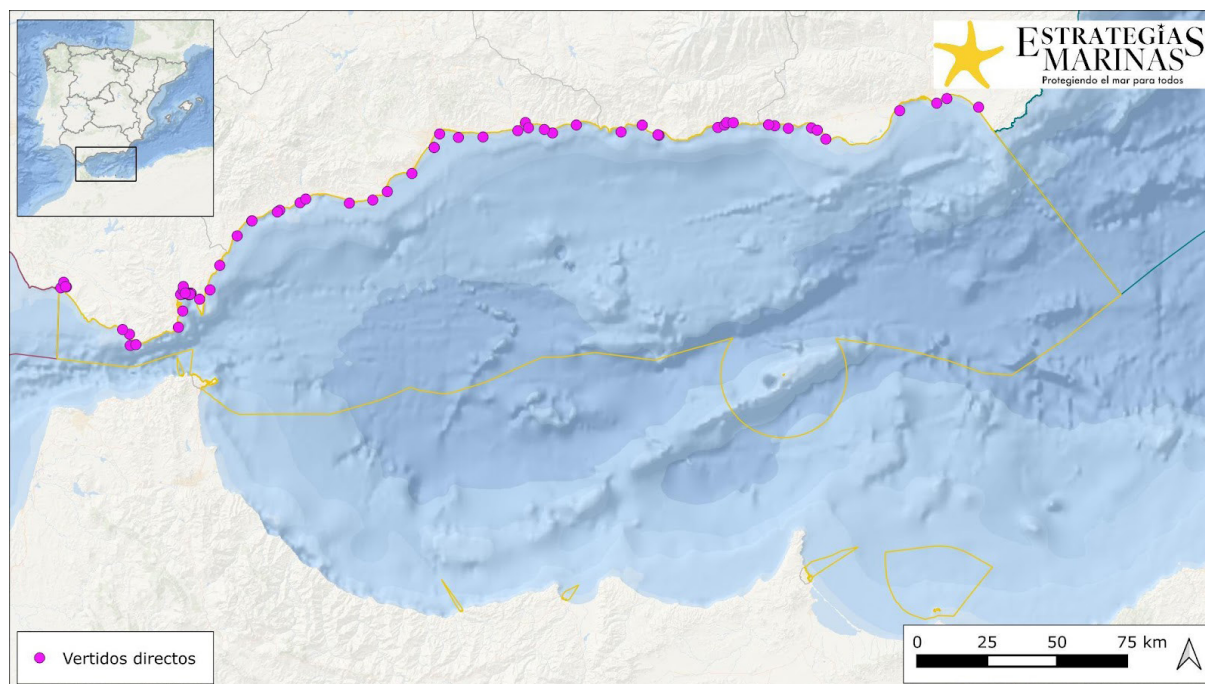 ESTRATEGIAS
MARINAS
Protegiendo el mar para todos
Vertidos directos
0 25 50 75 km